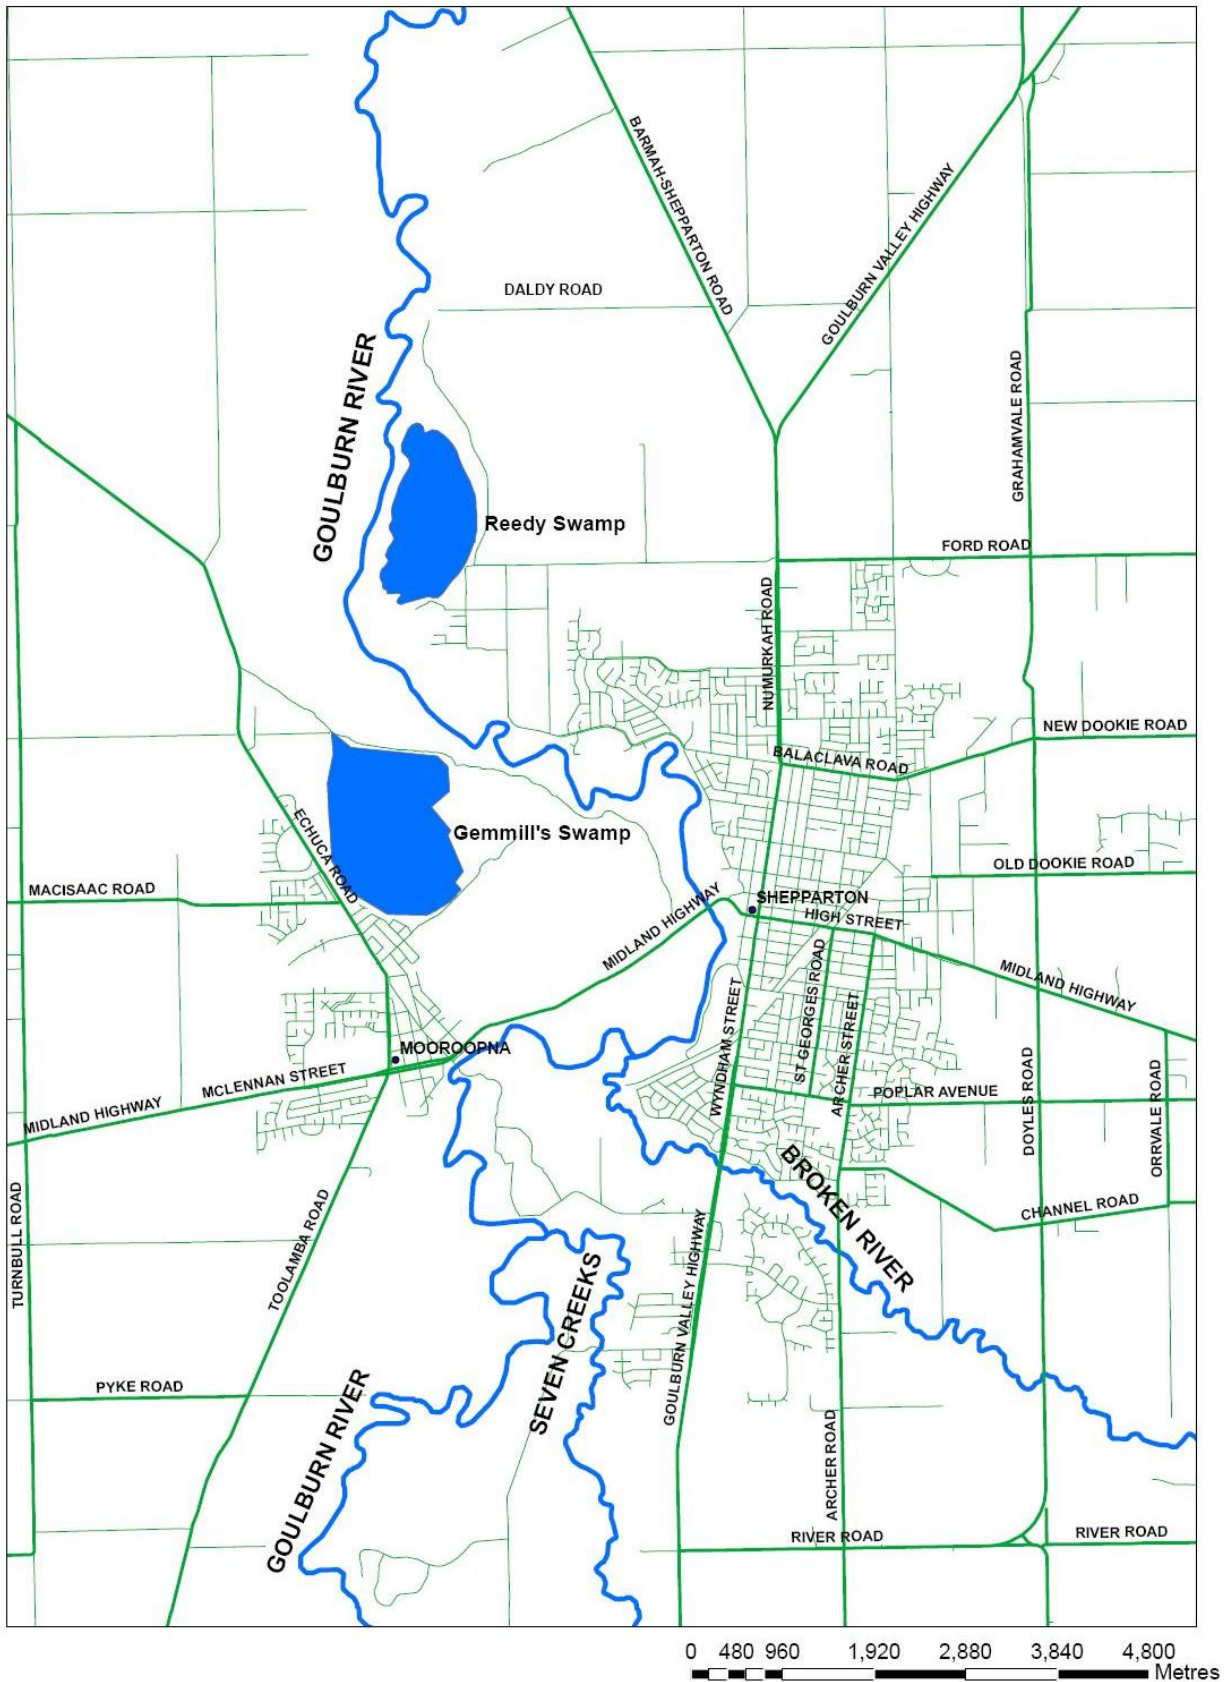 BARMAH-SHEPPARTON ROAD
GOULBURN VALLEY HIGHWAY
DALDY ROAD
GOULBURN RIVER
GRAHAMVALE ROAD
Reedy Swamp
FORD ROAD
NUMURKAH ROAD
NEW DOOKIE ROAD
BALACLAVA ROAD
ECHUCA ROAD
Gemmill's Swamp
OLD DOOKIE ROAD
MACISAAC ROAD
MIDLAND HIGHWAY
SHEPPARTON
HIGH STREET
MIDLAND HIGHWAY
ST GEORGES ROAD
WYNDHAM STREET
ARCHER STREET
MOOROOPNA
MCLENNAN STREET
MIDLAND HIGHWAY
POPLAR AVENUE
DOYLES ROAD
ORRVALE ROAD
BROKEN RIVER
CHANNEL ROAD
TURNBULL ROAD
TOOLAMBA ROAD
GOULBURN VALLEY HIGHWAY
SEVEN CREEKS
PYKE ROAD
GOULBURN RIVER
ARCHER ROAD
RIVER ROAD
RIVER ROAD
0 480 960 1,920 2,880 3,840 4,800
Metres